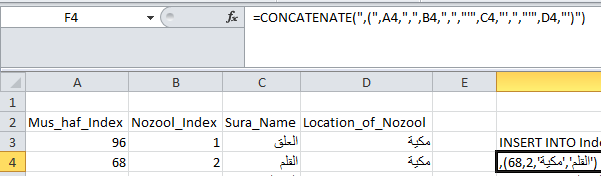 F4 fx =CONCATENATE(",(",A4,",",B4,",","'",C4,"',","'",D4,"')")
A B C D E
1
2 Mus_haf_Index Nozool_Index Sura_Name Location_of_Nozool
3 96 1 العلق مكية INSERT INTO Inde
4 68 2 القلم مكية ,(68,2,'القلم','مكية')